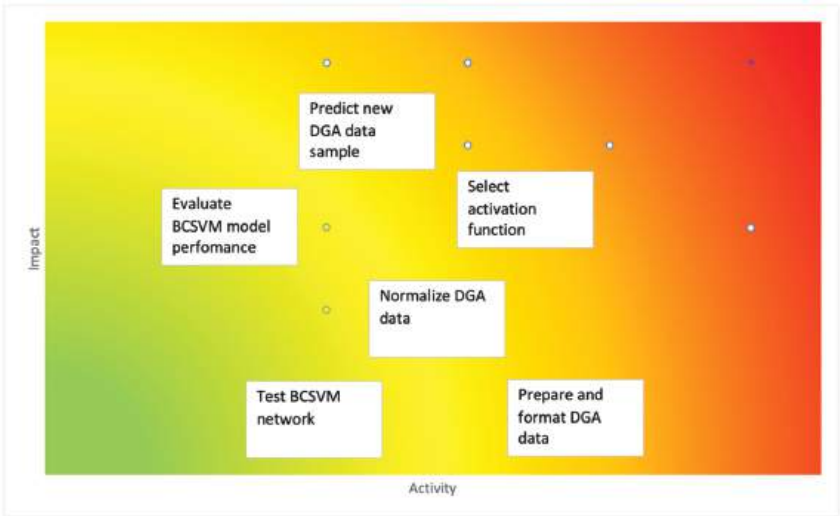 Predict new
DGA data
sample
Evaluate
BCSVM model
perfomance
Select
activation
function
Impact
Normalize DGA
data
Test BCSVM
network
Prepare and
format DGA
data
Activity